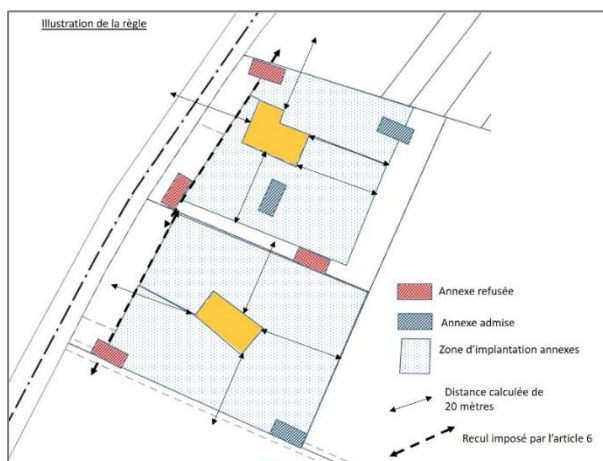 Illustration de la règle
Annexe refusée
Annexe admise
Zone d'implantation annexes
Distance calculée de
20 mètres
Recul imposé par l'article 6